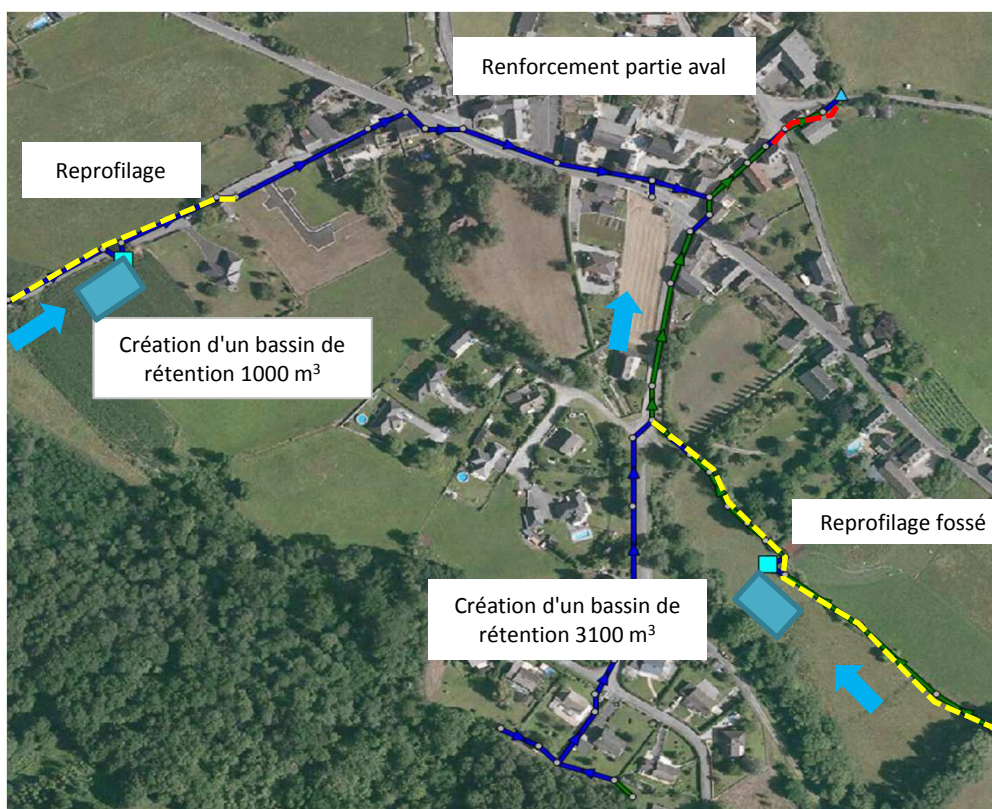 Renforcement partie aval
Reprofilage
Création d'un bassin de
rétention 1000 m³
Reprofilage fossé
Création d'un bassin de
rétention 3100 m³